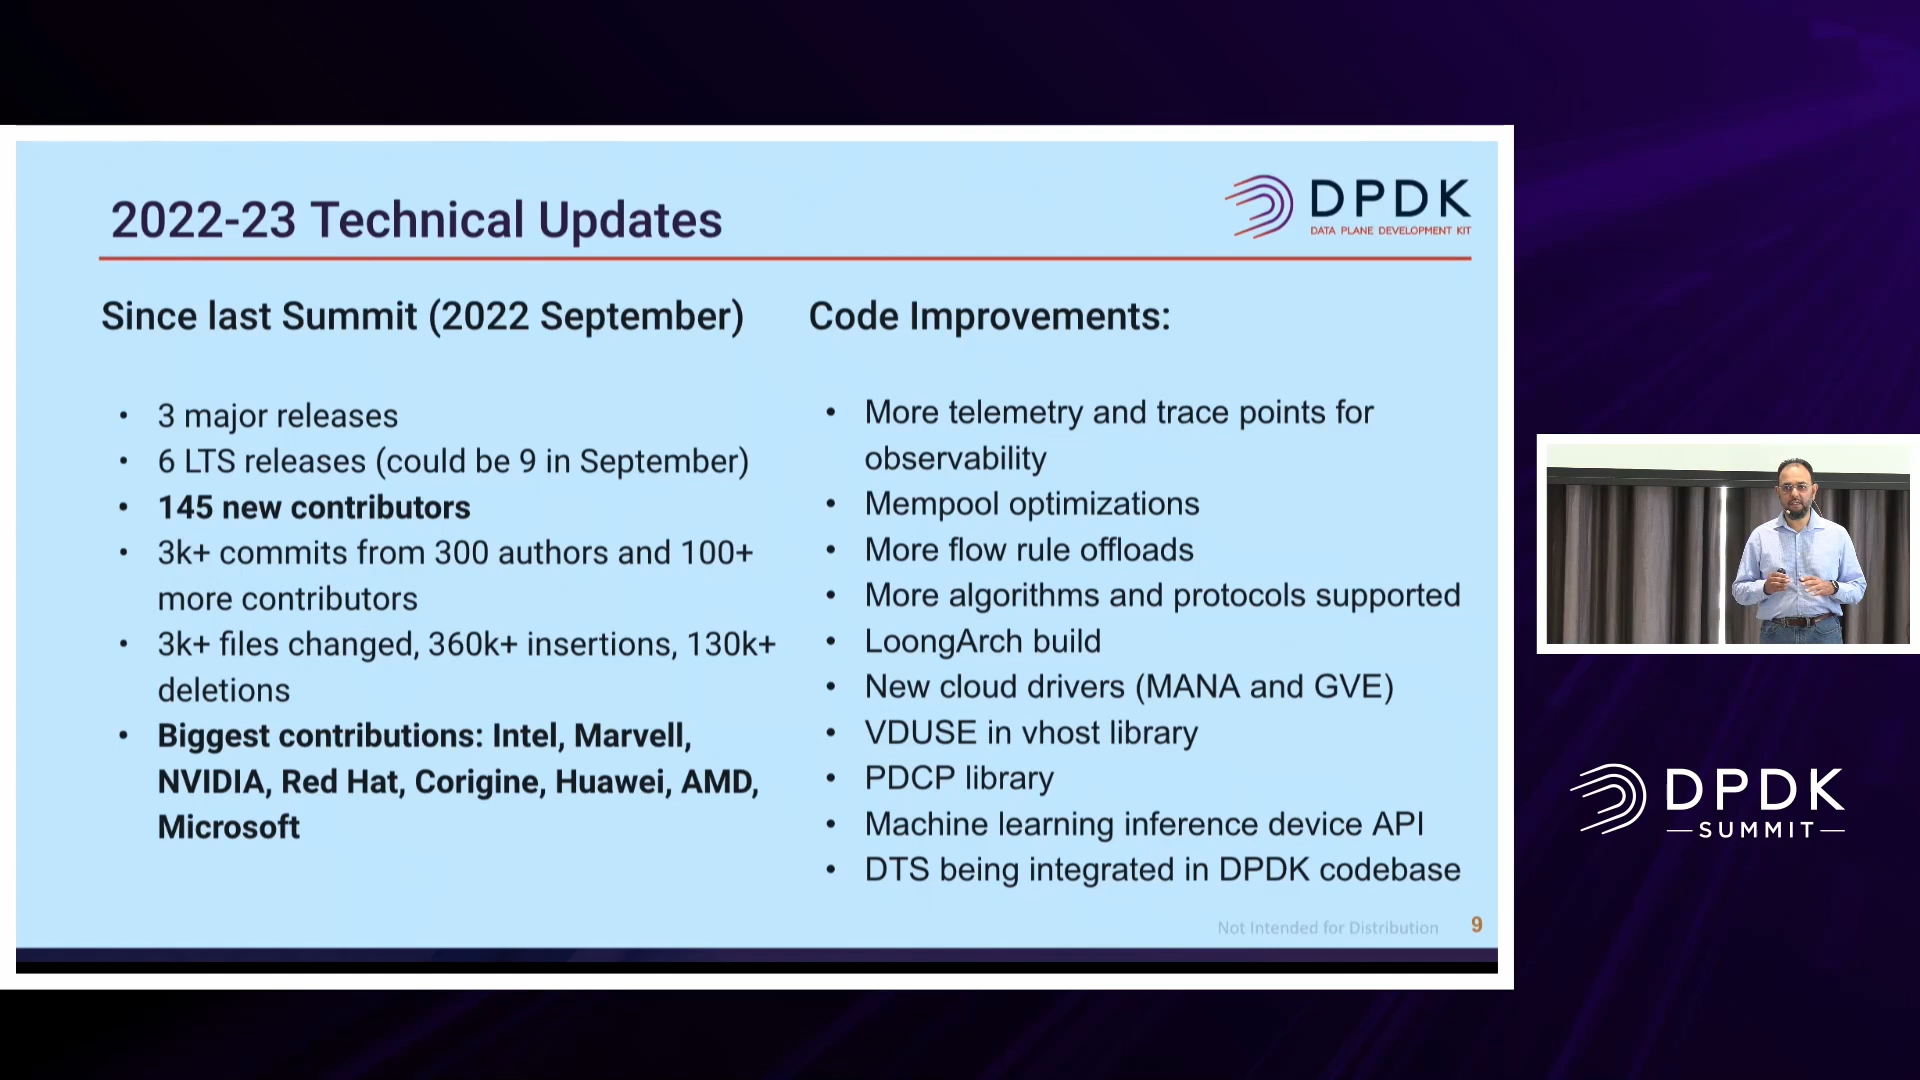 2022-23 Technical Updates
DPDK
DATA PLANE DEVELOPMENT KIT
Since last Summit (2022 September)
• 3 major releases
• 6 LTS releases (could be 9 in September)
• 145 new contributors
• 3k+ commits from 300 authors and 100+
more contributors
• 3k+ files changed, 360k+ insertions, 130k+
deletions
• Biggest contributions: Intel, Marvell,
NVIDIA, Red Hat, Corigine, Huawei, AMD,
Microsoft
Code Improvements:
• More telemetry and trace points for
observability
• Mempool optimizations
• More flow rule offloads
• More algorithms and protocols supported
• LoongArch build
• New cloud drivers (MANA and GVE)
• VDUSE in vhost library
• PDCP library
• Machine learning inference device API
• DTS being integrated in DPDK codebase
Not Intended for Distribution 9
DPDK
SUMMIT